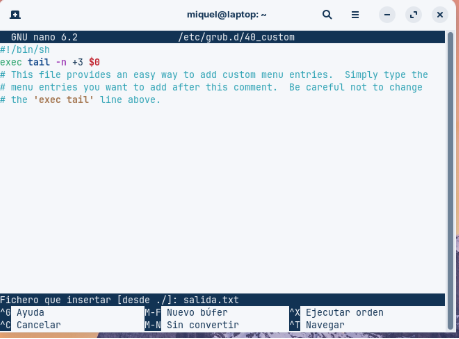 miquel@laptop: ~
GNU nano 6.2 /etc/grub.d/40_custom
#!/bin/sh
exec tail -n +3 $0
# This file provides an easy way to add custom menu entries.  Simply type the
# menu entries you want to add after this comment.  Be careful not to change
# the 'exec tail' line above.
Fichero que insertar [desde ./]: salida.txt
^G Ayuda M-F Nuevo búfer ^X Ejecutar orden
^C Cancelar M-N Sin convertir ^T Navegar